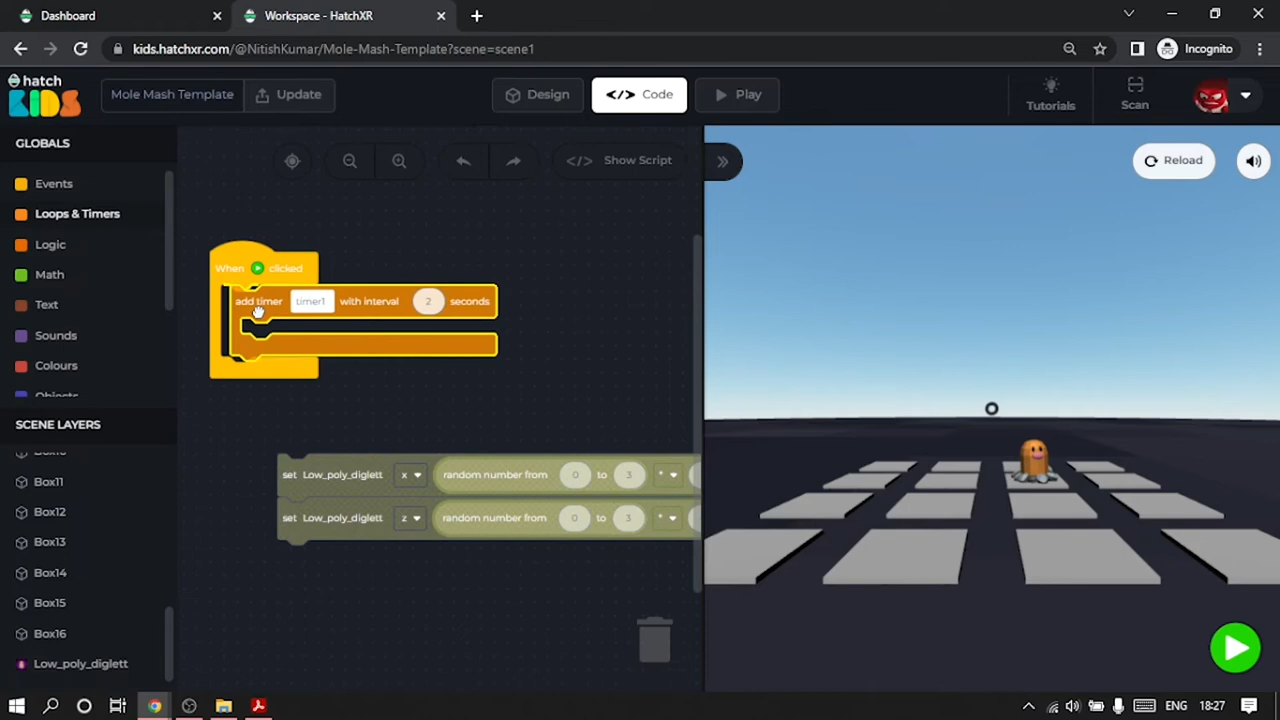 Dashboard
Workspace - HatchXR
kids.hatchxr.com/@NitishKumar/Mole-Mash-Template?scene=scene1
Incognito
hatch
KIDS
Mole Mash Template
Update
Design
</> Code
Play
Tutorials
Scan
GLOBALS
Events
Loops & Timers
Logic
Math
Text
Sounds
Colours
Objects
</> Show Script
Reload
When clicked
add timer timer1 with interval 2 seconds
SCENE LAYERS
Box11
Box12
Box13
Box14
Box15
Box16
Low_poly_diglett
set Low_poly_diglett x random number from 0 to 3 *
set Low_poly_diglett z random number from 0 to 3 *
ENG 18:27